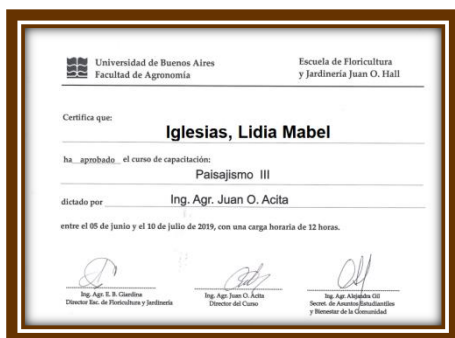 Universidad de Buenos Aires
Facultad de Agronomía
Escuela de Floricultura
y Jardinería Juan O. Hall
Certifica que:
Iglesias, Lidia Mabel
ha aprobado el curso de capacitación:
Paisajismo III
dictado por Ing. Agr. Juan O. Acita
entre el 05 de junio y el 10 de julio de 2019, con una carga horaria de 12 horas.
Ing. Agr. E. B. Giardina
Director Esc. de Floricultura y Jardinería
Ing. Agr. Juan O. Acita
Director del Curso
Ing. Agr. Alejandra Gil
Secret. de Asuntos Estudiantiles
y Bienestar de la Comunidad